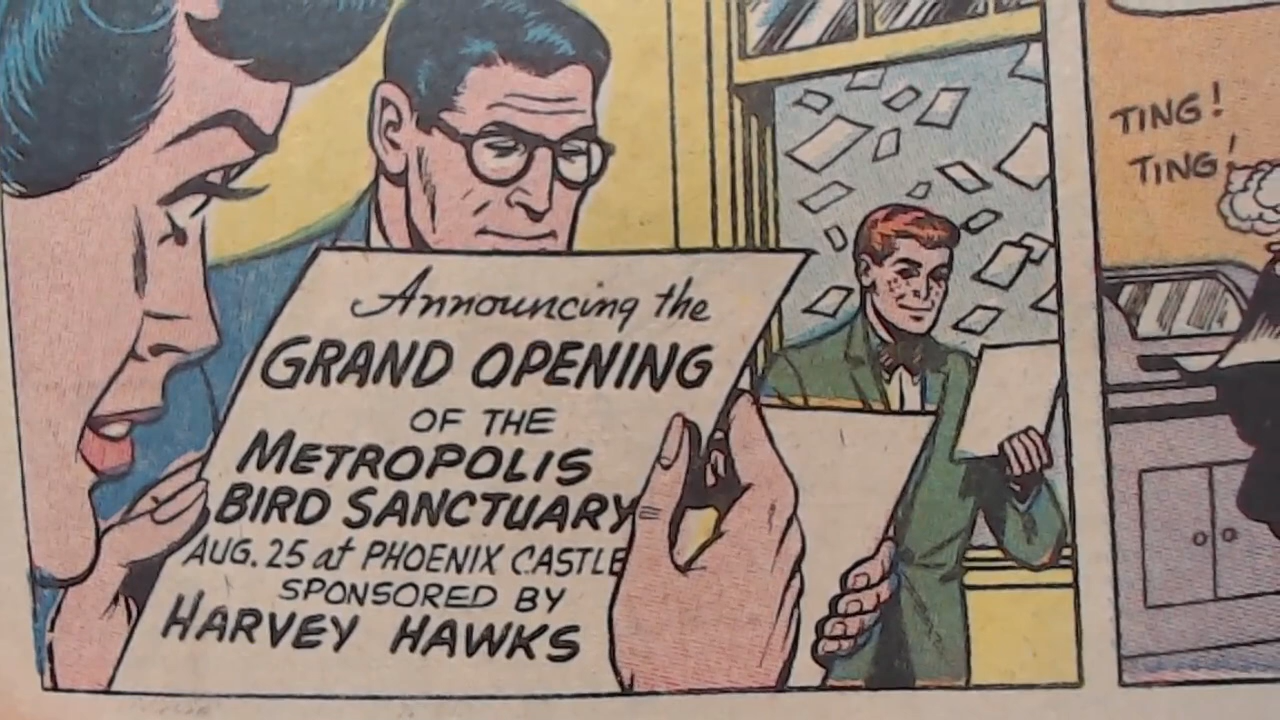 Announcing the
GRAND OPENING
OF THE
METROPOLIS
BIRD SANCTUARY
AUG. 25 at PHOENIX CASTLE
SPONSORED BY
HARVEY HAWKS
TING!
TING!